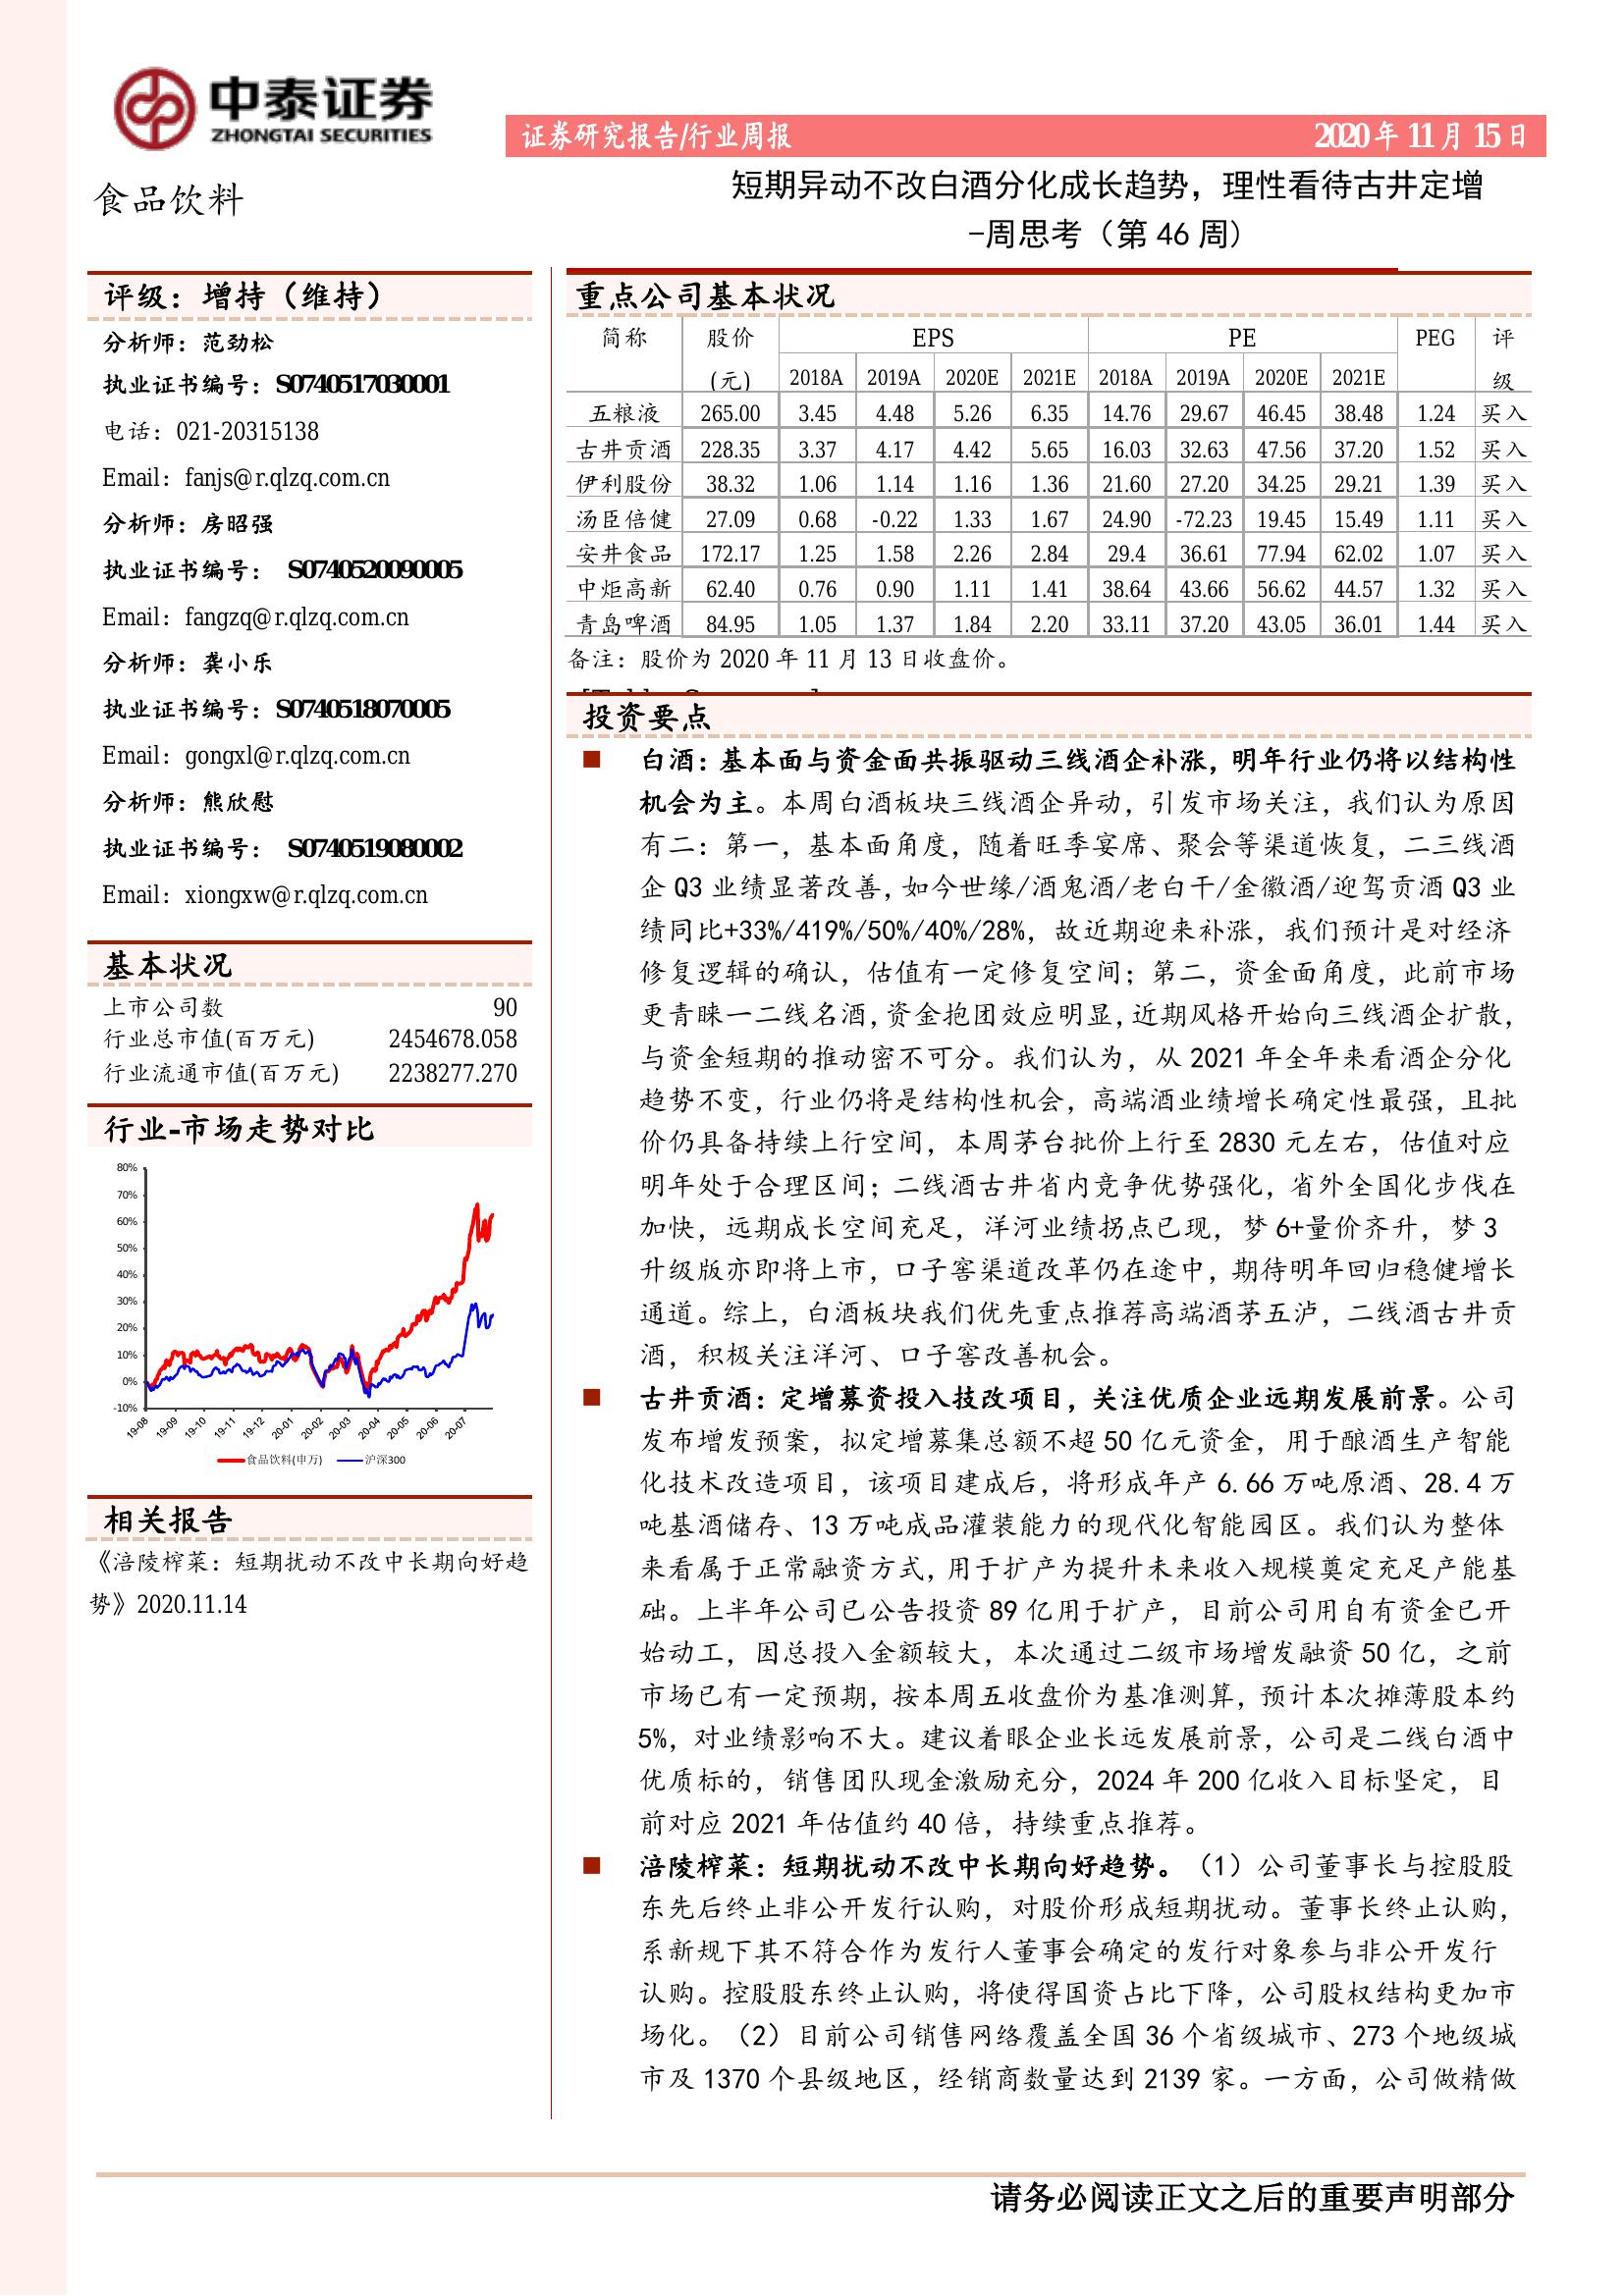 中泰证券
ZHONGTAI SECURITIES
证券研究报告/行业周报 2020年11月15日
食品饮料
短期异动不改白酒分化成长趋势，理性看待古井定增
-周思考（第 46 周）
评级：增持（维持）
分析师：范劲松
执业证书编号：S0740517030001
电话：021-20315138
Email：fanjs@r.qlzq.com.cn
分析师：房昭强
执业证书编号： S0740520090005
Email：fangzq@r.qlzq.com.cn
分析师：龚小乐
执业证书编号：S0740518070005
Email：gongxl@r.qlzq.com.cn
分析师：熊欣慰
执业证书编号： S0740519080002
Email：xiongxw@r.qlzq.com.cn
基本状况
上市公司数 90
行业总市值(百万元) 2454678.058
行业流通市值(百万元) 2238277.270
行业-市场走势对比
80%
70%
60%
50%
40%
30%
20%
10%
0%
-10%
19-08 19-09 19-10 19-11 19-12 20-01 20-02 20-03 20-04 20-05 20-06 20-07
食品饮料(申万) 沪深300
相关报告
《涪陵榨菜：短期扰动不改中长期向好趋
势》2020.11.14
重点公司基本状况
简称 股价 EPS PE PEG 评
(元) 2018A 2019A 2020E 2021E 2018A 2019A 2020E 2021E 级
五粮液 265.00 3.45 4.48 5.26 6.35 14.76 29.67 46.45 38.48 1.24 买入
古井贡酒 228.35 3.37 4.17 4.42 5.65 16.03 32.63 47.56 37.20 1.52 买入
伊利股份 38.32 1.06 1.14 1.16 1.36 21.60 27.20 34.25 29.21 1.39 买入
汤臣倍健 27.09 0.68 -0.22 1.33 1.67 24.90 -72.23 19.45 15.49 1.11 买入
安井食品 172.17 1.25 1.58 2.26 2.84 29.4 36.61 77.94 62.02 1.07 买入
中炬高新 62.40 0.76 0.90 1.11 1.41 38.64 43.66 56.62 44.57 1.32 买入
青岛啤酒 84.95 1.05 1.37 1.84 2.20 33.11 37.20 43.05 36.01 1.44 买入
备注：股价为 2020 年 11 月 13 日收盘价。
投资要点
白酒：基本面与资金面共振驱动三线酒企补涨，明年行业仍将以结构性
机会为主。本周白酒板块三线酒企异动，引发市场关注，我们认为原因
有二：第一，基本面角度，随着旺季宴席、聚会等渠道恢复，二三线酒
企 Q3 业绩显著改善，如今世缘/酒鬼酒/老白干/金徽酒/迎驾贡酒 Q3 业
绩同比+33%/419%/50%/40%/28%，故近期迎来补涨，我们预计是对经济
修复逻辑的确认，估值有一定修复空间；第二，资金面角度，此前市场
更青睐一二线名酒，资金抱团效应明显，近期风格开始向三线酒企扩散，
与资金短期的推动密不可分。我们认为，从 2021 年全年来看酒企分化
趋势不变，行业仍将是结构性机会，高端酒业绩增长确定性最强，且批
价仍具备持续上行空间，本周茅台批价上行至 2830 元左右，估值对应
明年处于合理区间；二线酒古井省内竞争优势强化，省外全国化步伐在
加快，远期成长空间充足，洋河业绩拐点已现，梦 6+量价齐升，梦 3
升级版亦即将上市，口子窖渠道改革仍在途中，期待明年回归稳健增长
通道。综上，白酒板块我们优先重点推荐高端酒茅五泸，二线酒古井贡
酒，积极关注洋河、口子窖改善机会。
古井贡酒：定增募资投入技改项目，关注优质企业远期发展前景。公司
发布增发预案，拟定增募集总额不超 50 亿元资金，用于酿酒生产智能
化技术改造项目，该项目建成后，将形成年产 6.66 万吨原酒、28.4 万
吨基酒储存、13 万吨成品灌装能力的现代化智能园区。我们认为整体
来看属于正常融资方式，用于扩产为提升未来收入规模奠定充足产能基
础。上半年公司已公告投资 89 亿用于扩产，目前公司用自有资金已开
始动工，因总投入金额较大，本次通过二级市场增发融资 50 亿，之前
市场已有一定预期，按本周五收盘价为基准测算，预计本次摊薄股本约
5%，对业绩影响不大。建议着眼企业长远发展前景，公司是二线白酒中
优质标的，销售团队现金激励充分，2024 年 200 亿收入目标坚定，目
前对应 2021 年估值约 40 倍，持续重点推荐。
涪陵榨菜：短期扰动不改中长期向好趋势。（1）公司董事长与控股股
东先后终止非公开发行认购，对股价形成短期扰动。董事长终止认购，
系新规下其不符合作为发行人董事会确定的发行对象参与非公开发行
认购。控股股东终止认购，将使得国资占比下降，公司股权结构更加市
场化。（2）目前公司销售网络覆盖全国 36 个省级城市、273 个地级城
市及 1370 个县级地区，经销商数量达到 2139 家。一方面，公司做精做
请务必阅读正文之后的重要声明部分